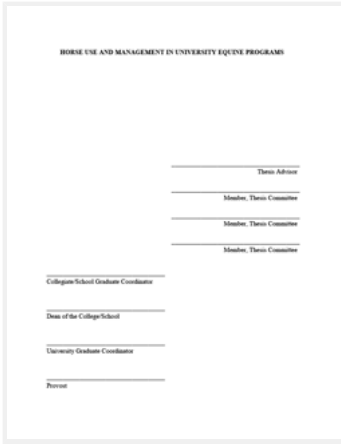 HORSE USE AND MANAGEMENT IN UNIVERSITY EQUINE PROGRAMS
Thesis Advisor
Member, Thesis Committee
Member, Thesis Committee
Member, Thesis Committee
Collegiate/School Graduate Coordinator
Dean of the College/School
University Graduate Coordinator
Provost